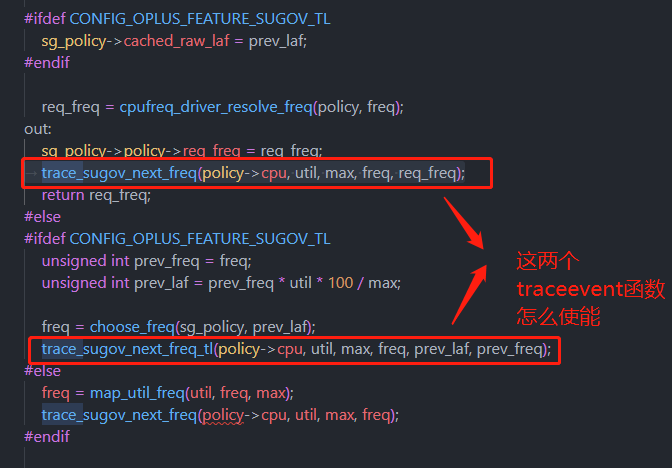 #ifdef CONFIG_OPLUS_FEATURE_SUGOV_TL
sg_policy->cached_raw_laf = prev_laf;
#endif
req_freq = cpufreq_driver_resolve_freq(policy, freq);
out:
sg_policy->policy->req_freq = req_freq;
trace_sugov_next_freq(policy->cpu, util, max, freq, req_freq);
return req_freq;
#else
#ifdef CONFIG_OPLUS_FEATURE_SUGOV_TL
unsigned int prev_freq = freq;
unsigned int prev_laf = prev_freq * util * 100 / max;
freq = choose_freq(sg_policy, prev_laf);
trace_sugov_next_freq_tl(policy->cpu, util, max, freq, prev_laf, prev_freq);
#else
freq = map_util_freq(util, freq, max);
trace_sugov_next_freq(policy->cpu, util, max, freq);
#endif
这两个
traceevent函数
怎么使能